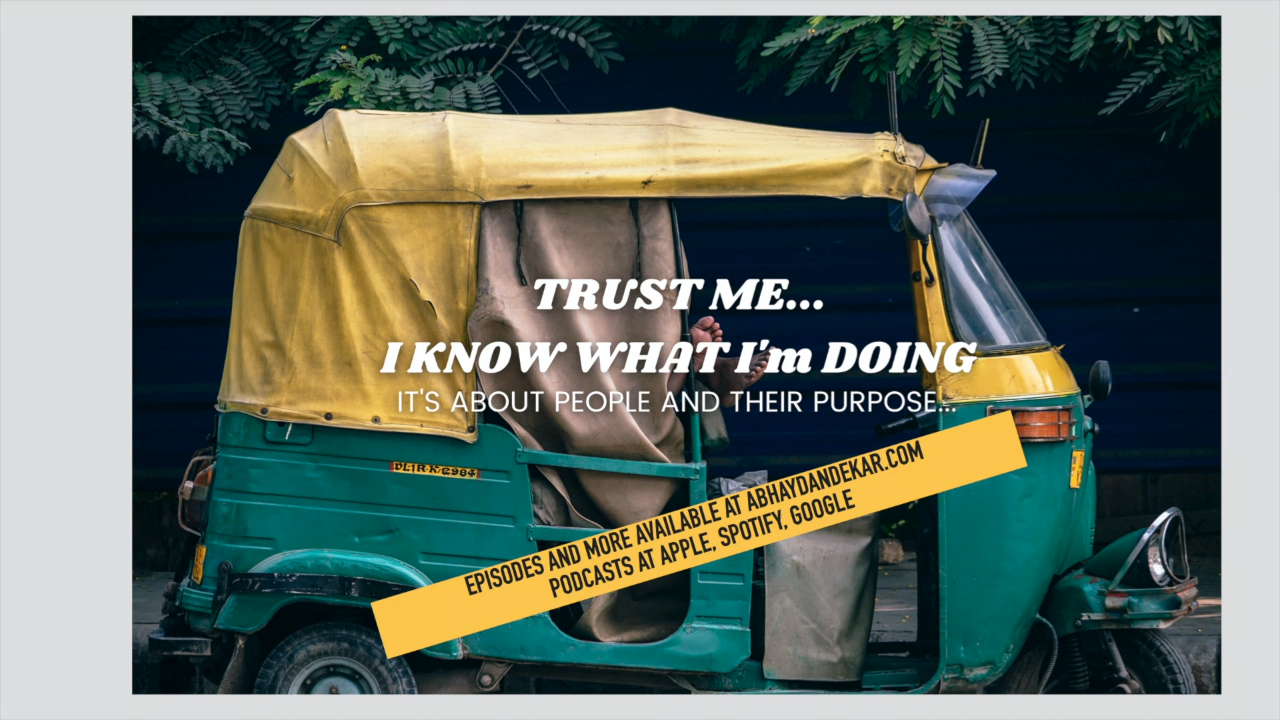 TRUST ME...
I KNOW WHAT I'm DOING
IT'S ABOUT PEOPLE AND THEIR PURPOSE...
DL1R K 6984
EPISODES AND MORE AVAILABLE AT ABHAYDANDEKAR.COM
PODCASTS AT APPLE, SPOTIFY, GOOGLE